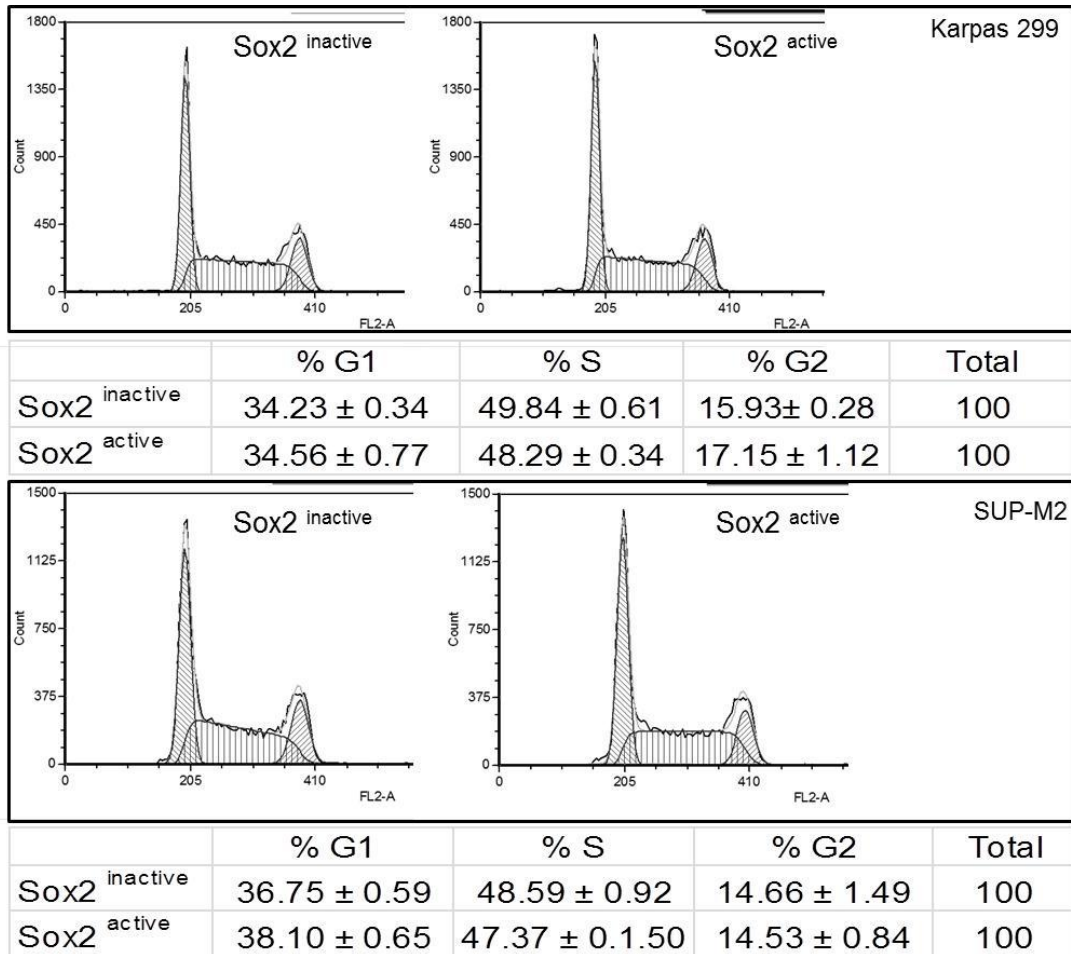 Karpas 299
Sox2 inactive
Sox2 active
1800
1350
900
450
0
Count
0 205 410
FL2-A
1800
1350
900
450
0
Count
0 205 410
FL2-A
% G1 % S % G2 Total
Sox2 inactive 34.23 ± 0.34 49.84 ± 0.61 15.93± 0.28 100
Sox2 active 34.56 ± 0.77 48.29 ± 0.34 17.15 ± 1.12 100
SUP-M2
Sox2 inactive
Sox2 active
1500
1125
750
375
0
Count
0 205 410
FL2-A
1500
1125
750
375
0
Count
0 205 410
FL2-A
% G1 % S % G2 Total
Sox2 inactive 36.75 ± 0.59 48.59 ± 0.92 14.66 ± 1.49 100
Sox2 active 38.10 ± 0.65 47.37 ± 0.1.50 14.53 ± 0.84 100